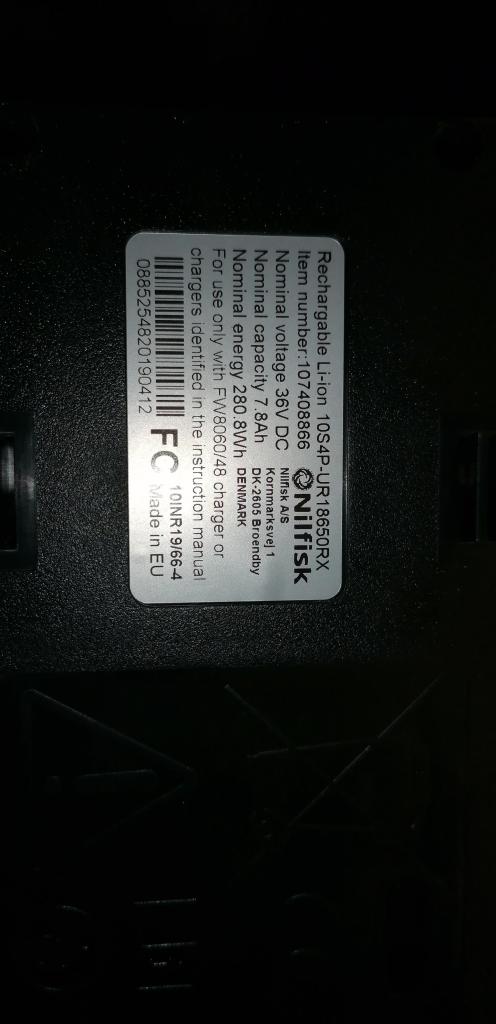 Rechargable Li-ion 10S4P-UR18650RX
Item number:107408866
Nominal voltage 36V DC
Nominal capacity 7.8Ah
Nominal energy 280.8Wh
Nilfisk
Nilfisk A/S
Kornmarksvej 1
DK-2605 Broendby
DENMARK
For use only with FW8060/48 charger or
chargers identified in the instruction manual
0885254820190412
FC
10INR19/66-4
Made in EU